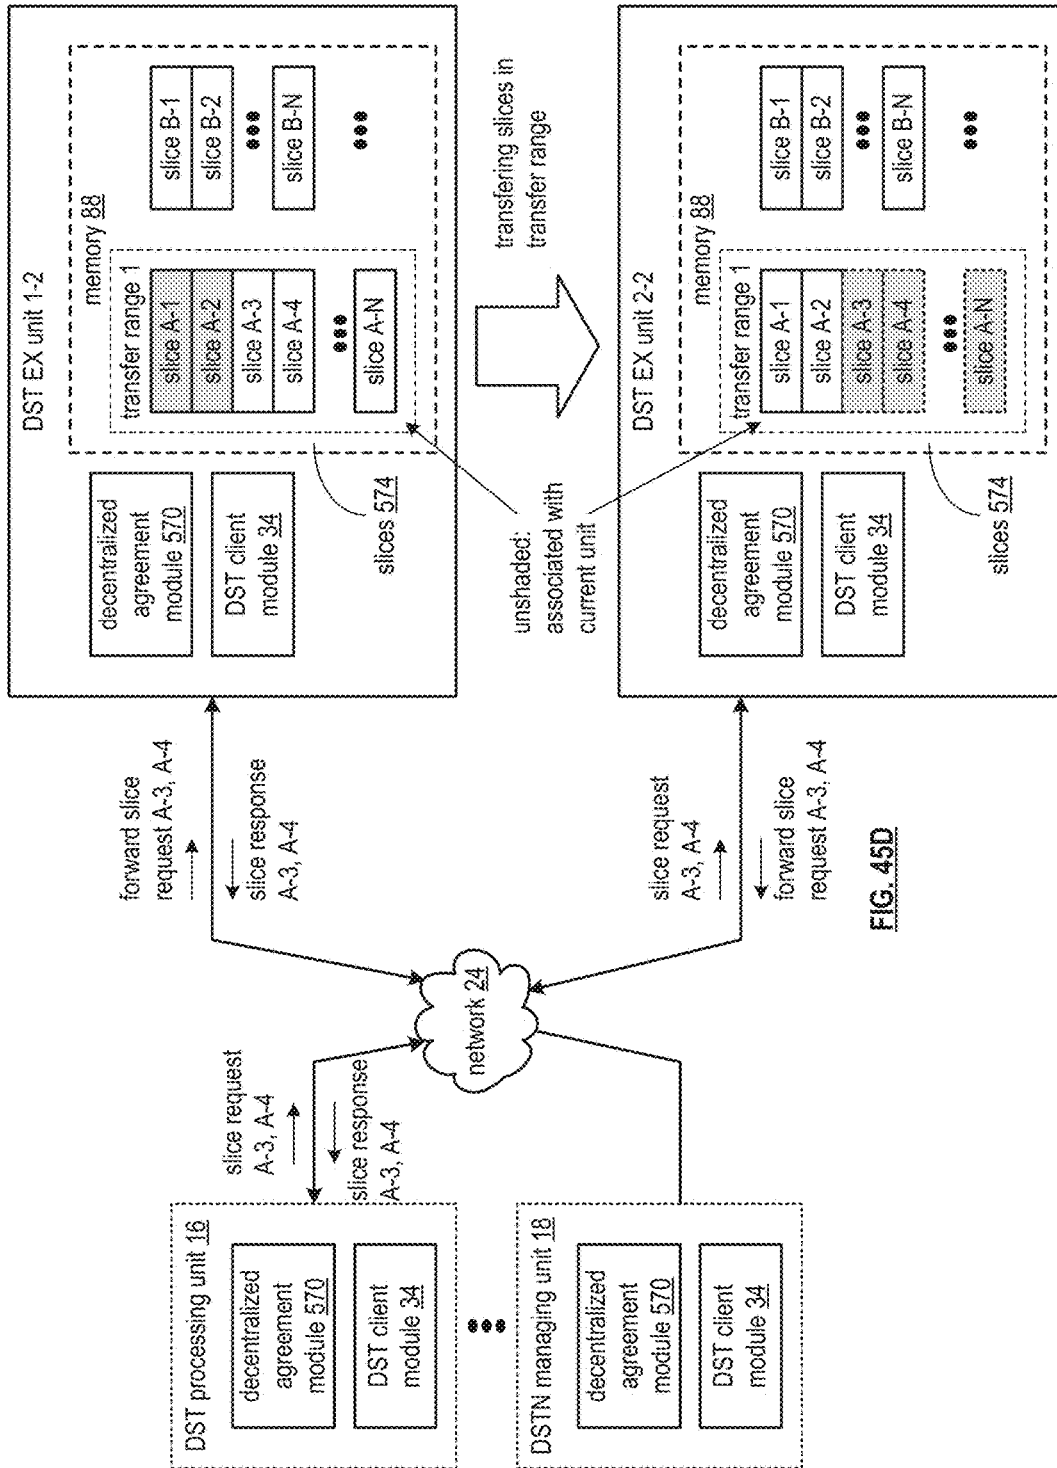 DST processing unit 16
decentralized
agreement
module 570
DST client
module 34
DSTN managing unit 18
decentralized
agreement
module 570
DST client
module 34
slice request
A-3, A-4
slice response
A-3, A-4
network 24
forward slice
request A-3, A-4
slice response
A-3, A-4
slice request
A-3, A-4
forward slice
request A-3, A-4
DST EX unit 1-2
decentralized
agreement
module 570
DST client
module 34
memory 88
transfer range 1
slice A-1
slice A-2
slice A-3
slice A-4
slice A-N
slice B-1
slice B-2
slice B-N
slices 574
unshaded:
associated with
current unit
transfering slices in
transfer range
DST EX unit 2-2
decentralized
agreement
module 570
DST client
module 34
memory 88
transfer range 1
slice A-1
slice A-2
slice A-3
slice A-4
slice A-N
slice B-1
slice B-2
slice B-N
slices 574
FIG. 45D